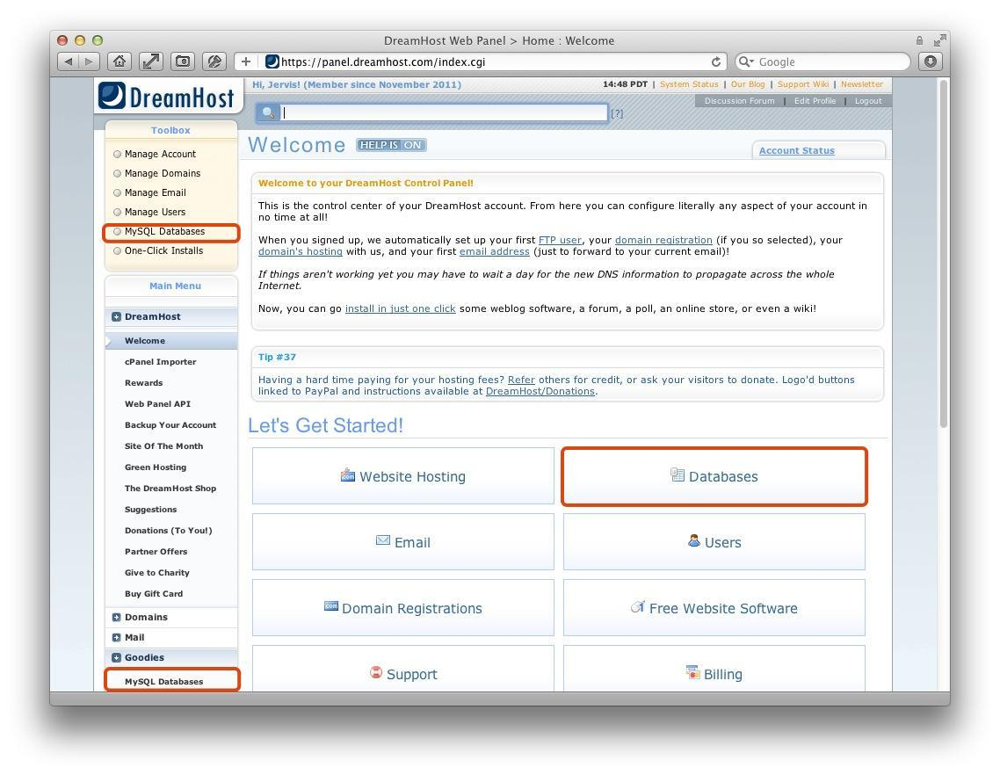 DreamHost Web Panel > Home : Welcome
https://panel.dreamhost.com/index.cgi
Google
DreamHost
Hi, Jervis! (Member since November 2011)
14:48 PDT | System Status | Our Blog | Support Wiki | Newsletter
[?]
Discussion Forum | Edit Profile | Logout
Toolbox
Manage Account
Manage Domains
Manage Email
Manage Users
MySQL Databases
One-Click Installs
Main Menu
DreamHost
Welcome
cPanel Importer
Rewards
Web Panel API
Backup Your Account
Site Of The Month
Green Hosting
The DreamHost Shop
Suggestions
Donations (To You!)
Partner Offers
Give to Charity
Buy Gift Card
Domains
Mail
Goodies
MySQL Databases
Welcome HELP IS ON
Account Status
Welcome to your DreamHost Control Panel!
This is the control center of your DreamHost account. From here you can configure literally any aspect of your account in
no time at all!
When you signed up, we automatically set up your first FTP user, your domain registration (if you so selected), your
domain's hosting with us, and your first email address (just to forward to your current email)!
If things aren't working yet you may have to wait a day for the new DNS information to propagate across the whole
Internet.
Now, you can go install in just one click some weblog software, a forum, a poll, an online store, or even a wiki!
Tip #37
Having a hard time paying for your hosting fees? Refer others for credit, or ask your visitors to donate. Logo'd buttons
linked to PayPal and instructions available at DreamHost/Donations.
Let's Get Started!
Website Hosting
Databases
Email
Users
Domain Registrations
Free Website Software
Support
Billing